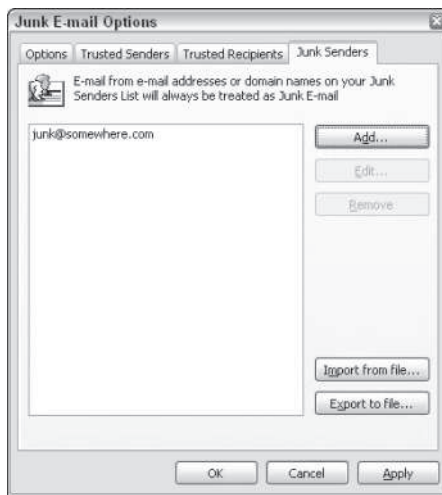 Junk E-mail Options
Options
Trusted Senders
Trusted Recipients
Junk Senders
E-mail from e-mail addresses or domain names on your Junk
Senders List will always be treated as Junk E-mail
junk@somewhere.com
Add...
Edit...
Remove
Import from file...
Export to file...
OK
Cancel
Apply